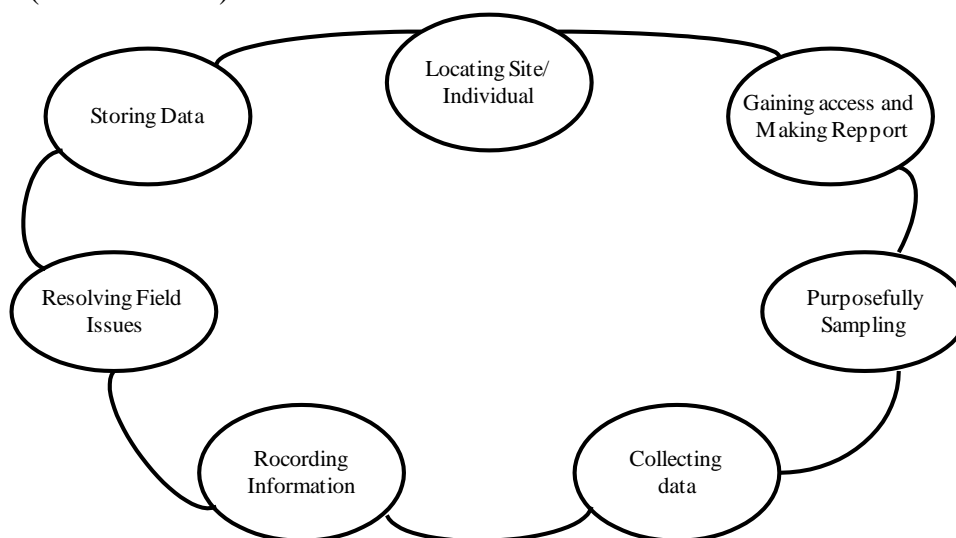 Locating Site/
Individual
Gaining access and
Making Repport
Purposefully
Sampling
Collecting
data
Rocording
Information
Resolving Field
Issues
Storing Data